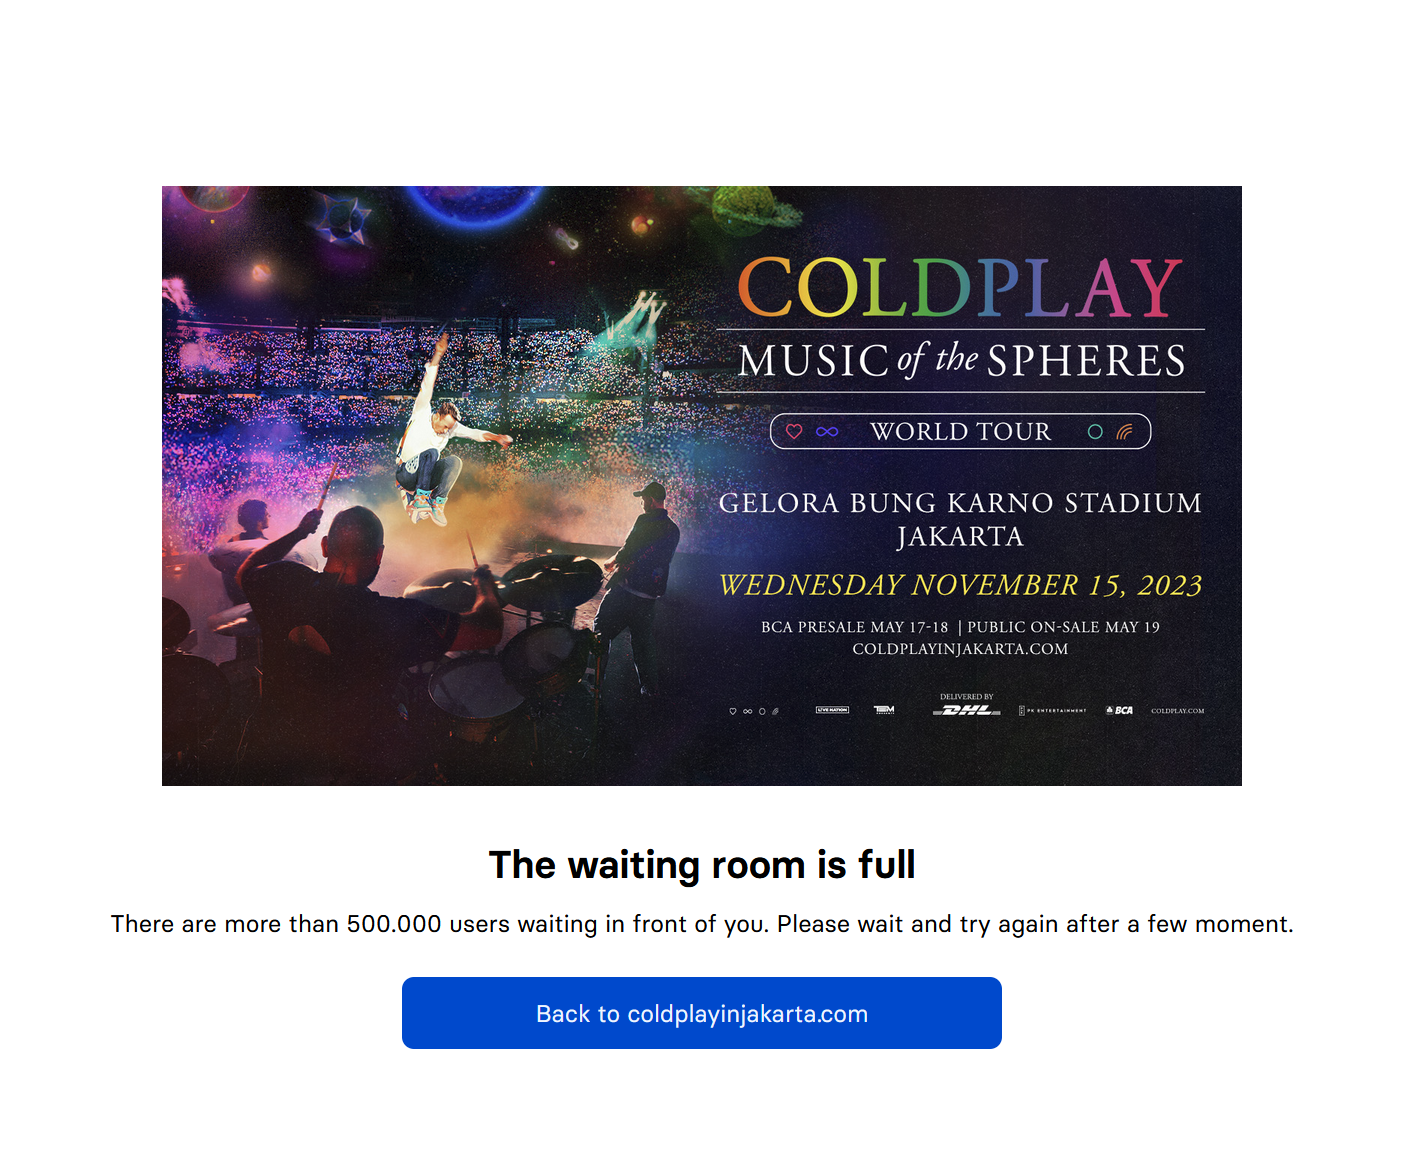 COLDPLAY
MUSIC of the SPHERES
WORLD TOUR
GELORA BUNG KARNO STADIUM
JAKARTA
WEDNESDAY NOVEMBER 15, 2023
BCA PRESALE MAY 17-18 | PUBLIC ON-SALE MAY 19
COLDPLAYINJAKARTA.COM
DELIVERED BY
LIVE NATION TEM PRESENTS DHL PK ENTERTAINMENT BCA COLDPLAY.COM
The waiting room is full
There are more than 500.000 users waiting in front of you. Please wait and try again after a few moment.
Back to coldplayinjakarta.com